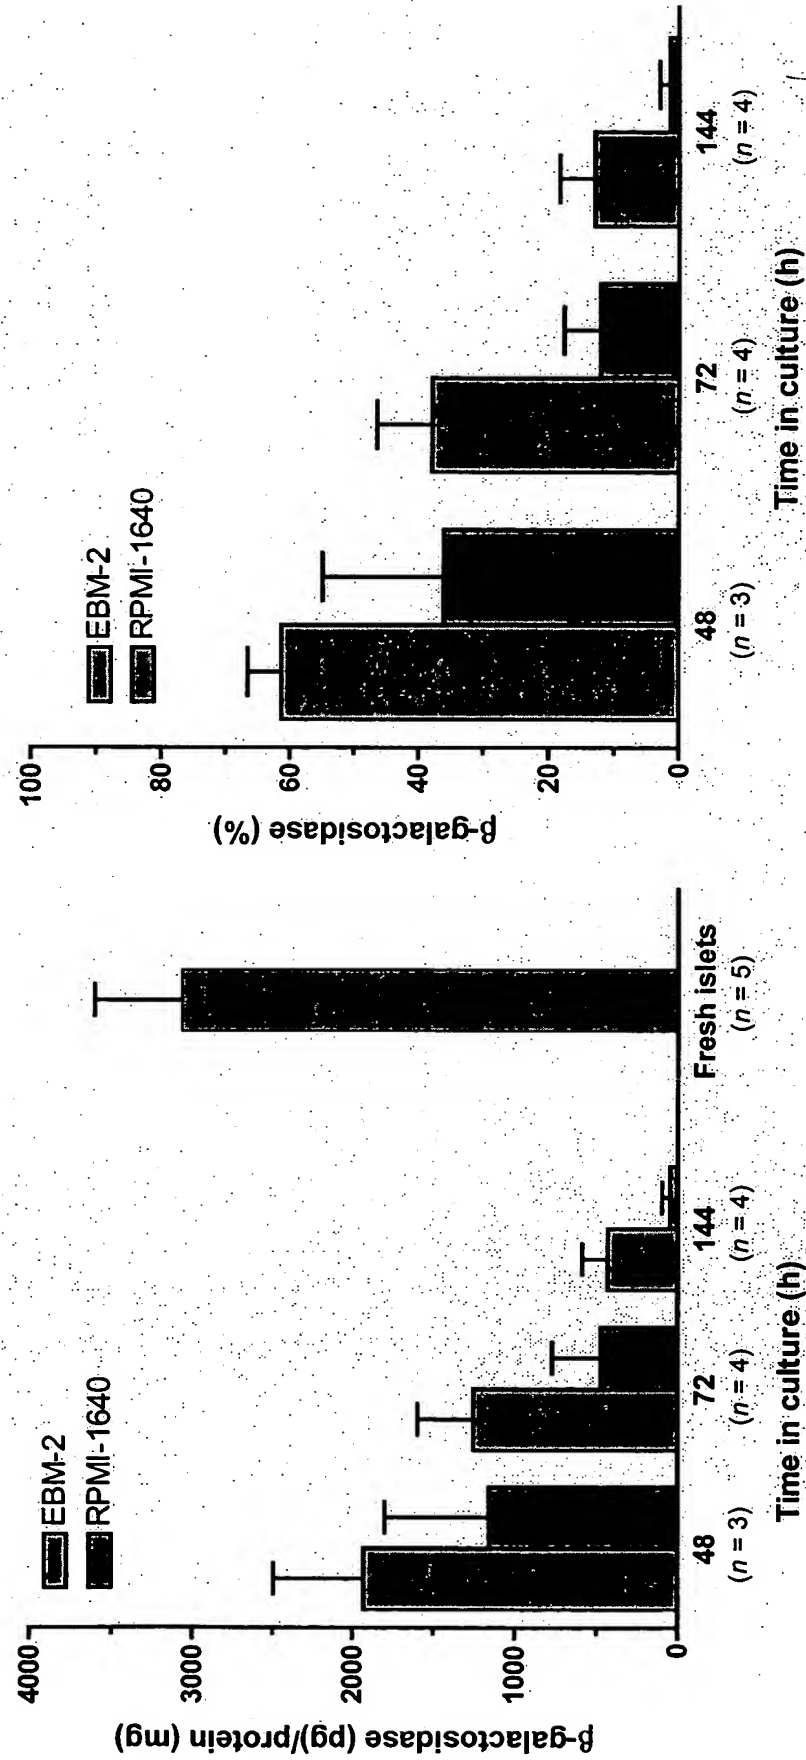 β-galactosidase (pg)/protein (mg)
4000
3000
2000
1000
0
EBM-2
RPMI-1640
48
(n = 3)
72
(n = 4)
144
(n = 4)
Fresh islets
(n = 5)
Time in culture (h)
β-galactosidase (%)
100
80
60
40
20
0
EBM-2
RPMI-1640
48
(n = 3)
72
(n = 4)
144
(n = 4)
Time in culture (h)